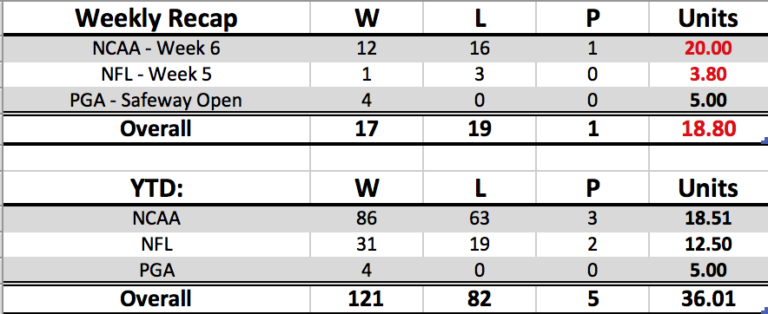 Weekly Recap W L P Units
NCAA - Week 6 12 16 1 20.00
NFL - Week 5 1 3 0 3.80
PGA - Safeway Open 4 0 0 5.00
Overall 17 19 1 18.80
YTD: W L P Units
NCAA 86 63 3 18.51
NFL 31 19 2 12.50
PGA 4 0 0 5.00
Overall 121 82 5 36.01